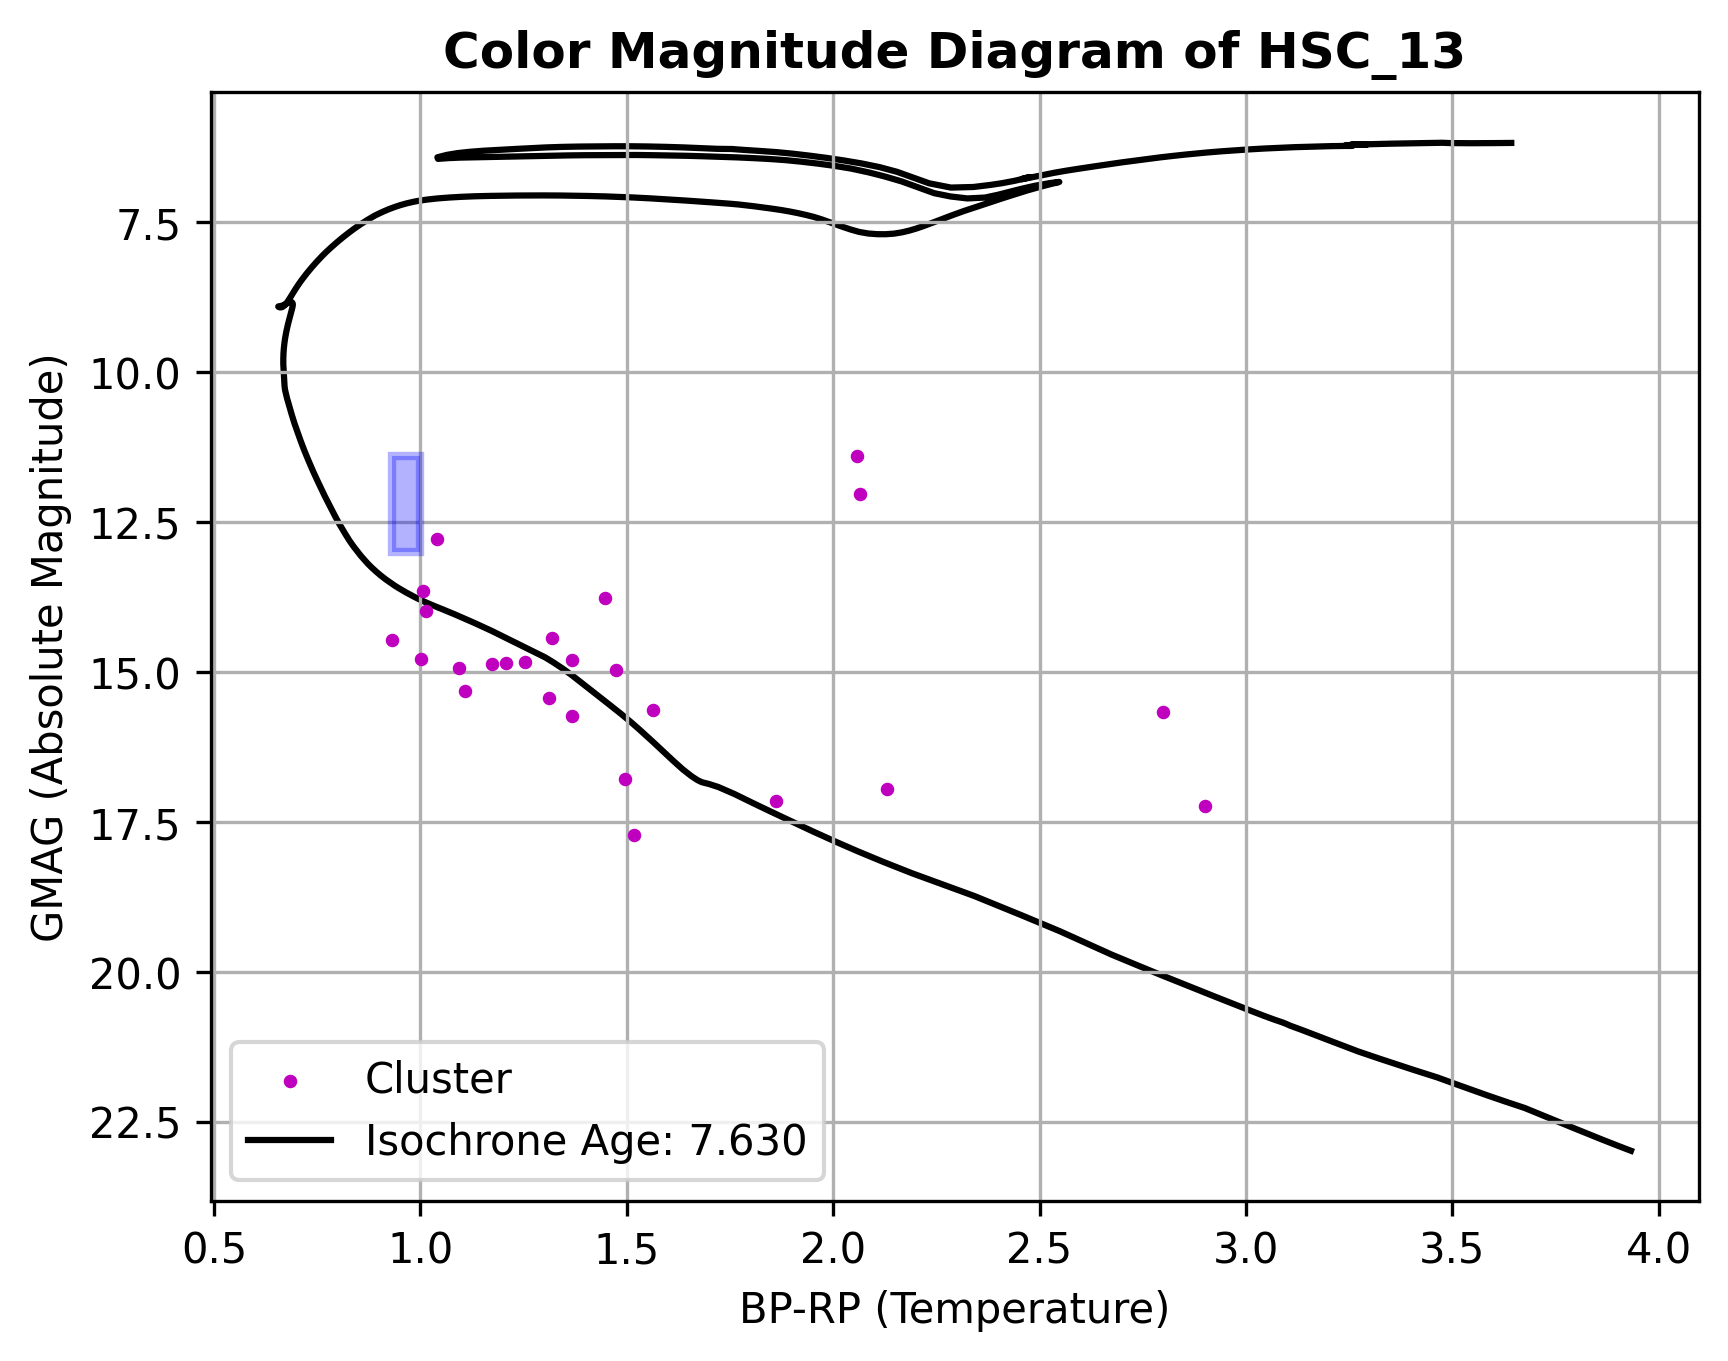 Color Magnitude Diagram of HSC_13
GMAG (Absolute Magnitude)
7.5
10.0
12.5
15.0
17.5
20.0
22.5
Cluster
Isochrone Age: 7.630
0.5 1.0 1.5 2.0 2.5 3.0 3.5 4.0
BP-RP (Temperature)